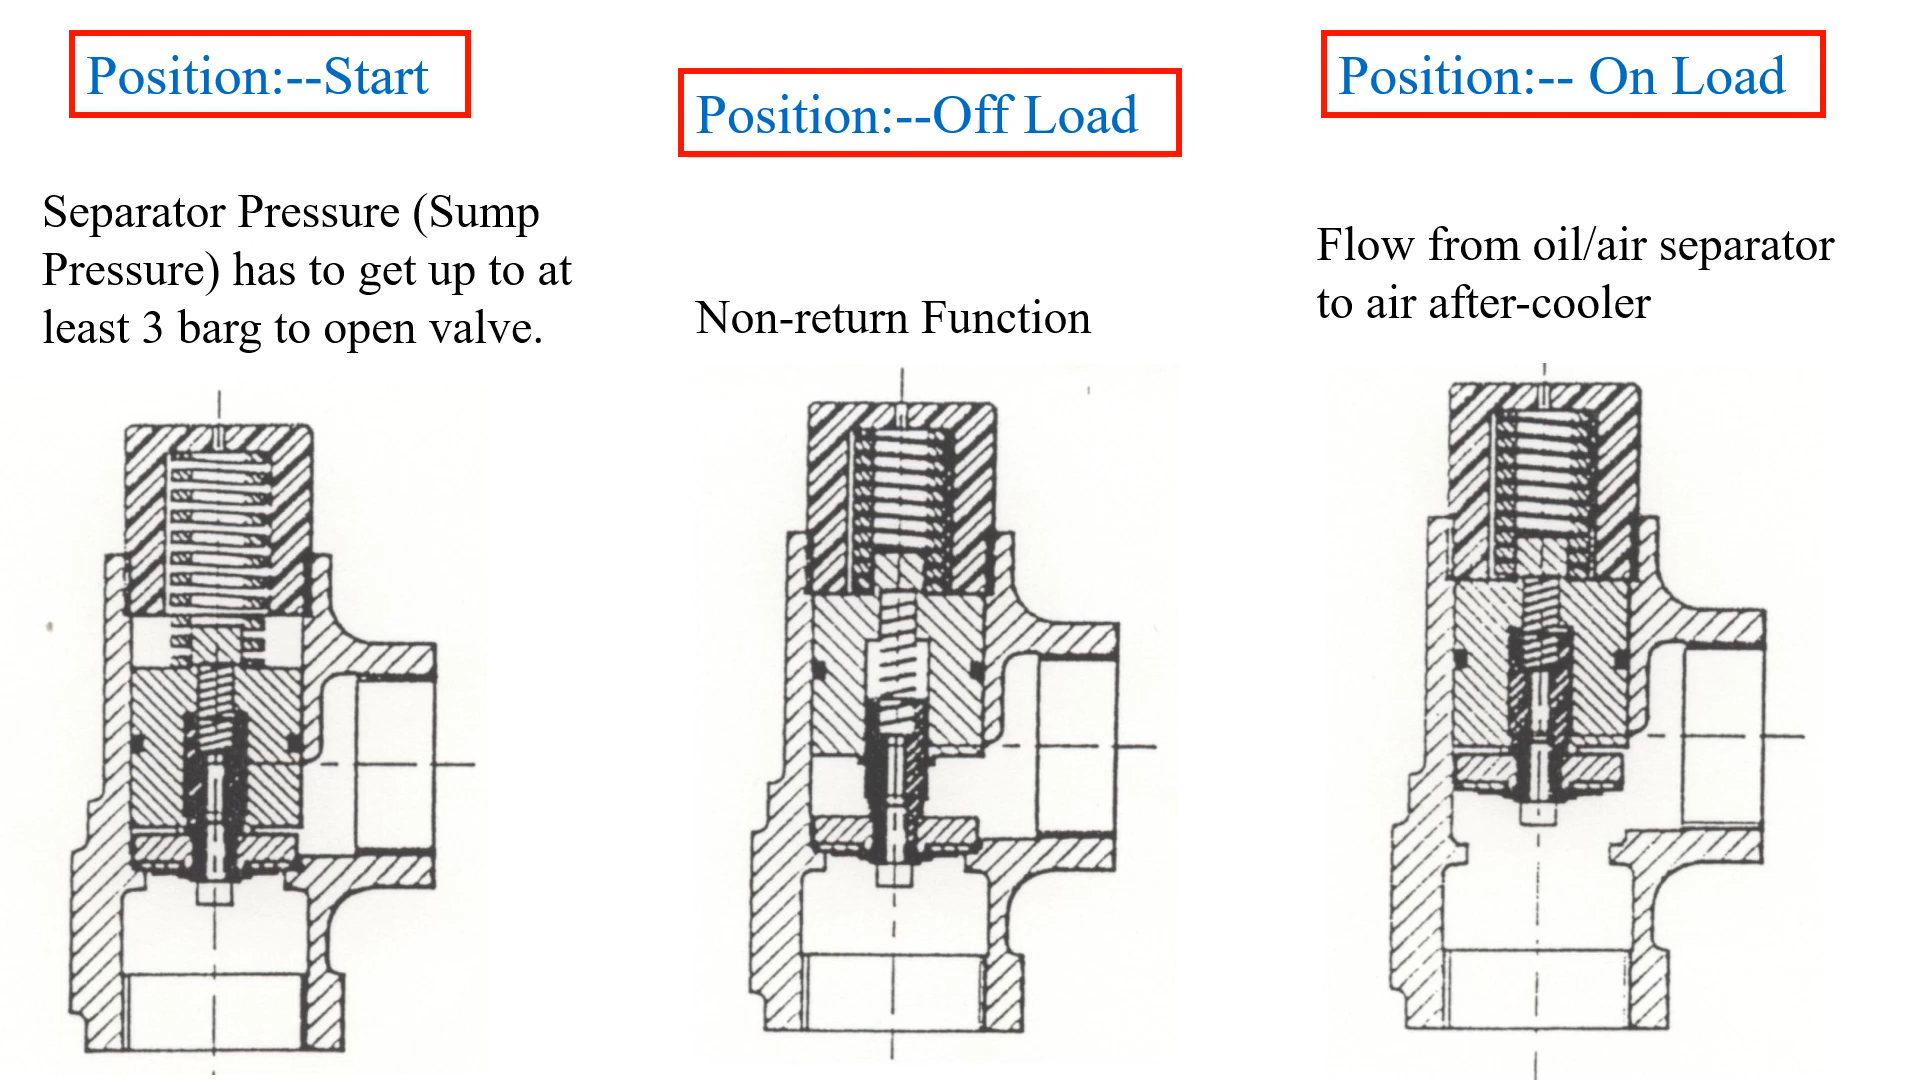 Position:--Start
Separator Pressure (Sump
Pressure) has to get up to at
least 3 barg to open valve.
Position:--Off Load
Non-return Function
Position:-- On Load
Flow from oil/air separator
to air after-cooler